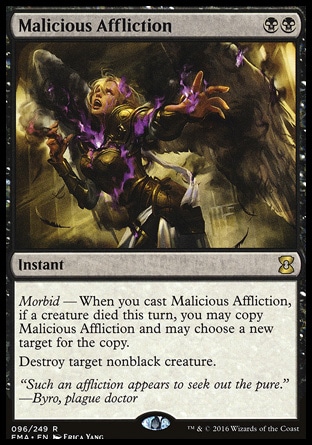 Malicious Affliction
Instant
Morbid — When you cast Malicious Affliction,
if a creature died this turn, you may copy
Malicious Affliction and may choose a new
target for the copy.
Destroy target nonblack creature.
“Such an affliction appears to seek out the pure.”
—Byro, plague doctor
096/249 R
EMA • EN Erica Yang
™ & © 2016 Wizards of the Coast